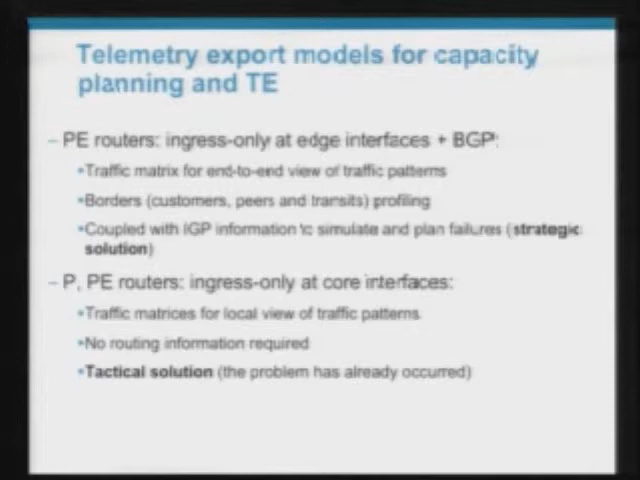 Telemetry export models for capacity
planning and TE
– PE routers: ingress-only at edge interfaces + BGP:
•Traffic matrix for end-to-end view of traffic patterns
•Borders (customers, peers and transits) profiling
•Coupled with IGP information to simulate and plan failures (strategic
solution)
– P, PE routers: ingress-only at core interfaces:
•Traffic matrices for local view of traffic patterns
•No routing information required
•Tactical solution (the problem has already occurred)